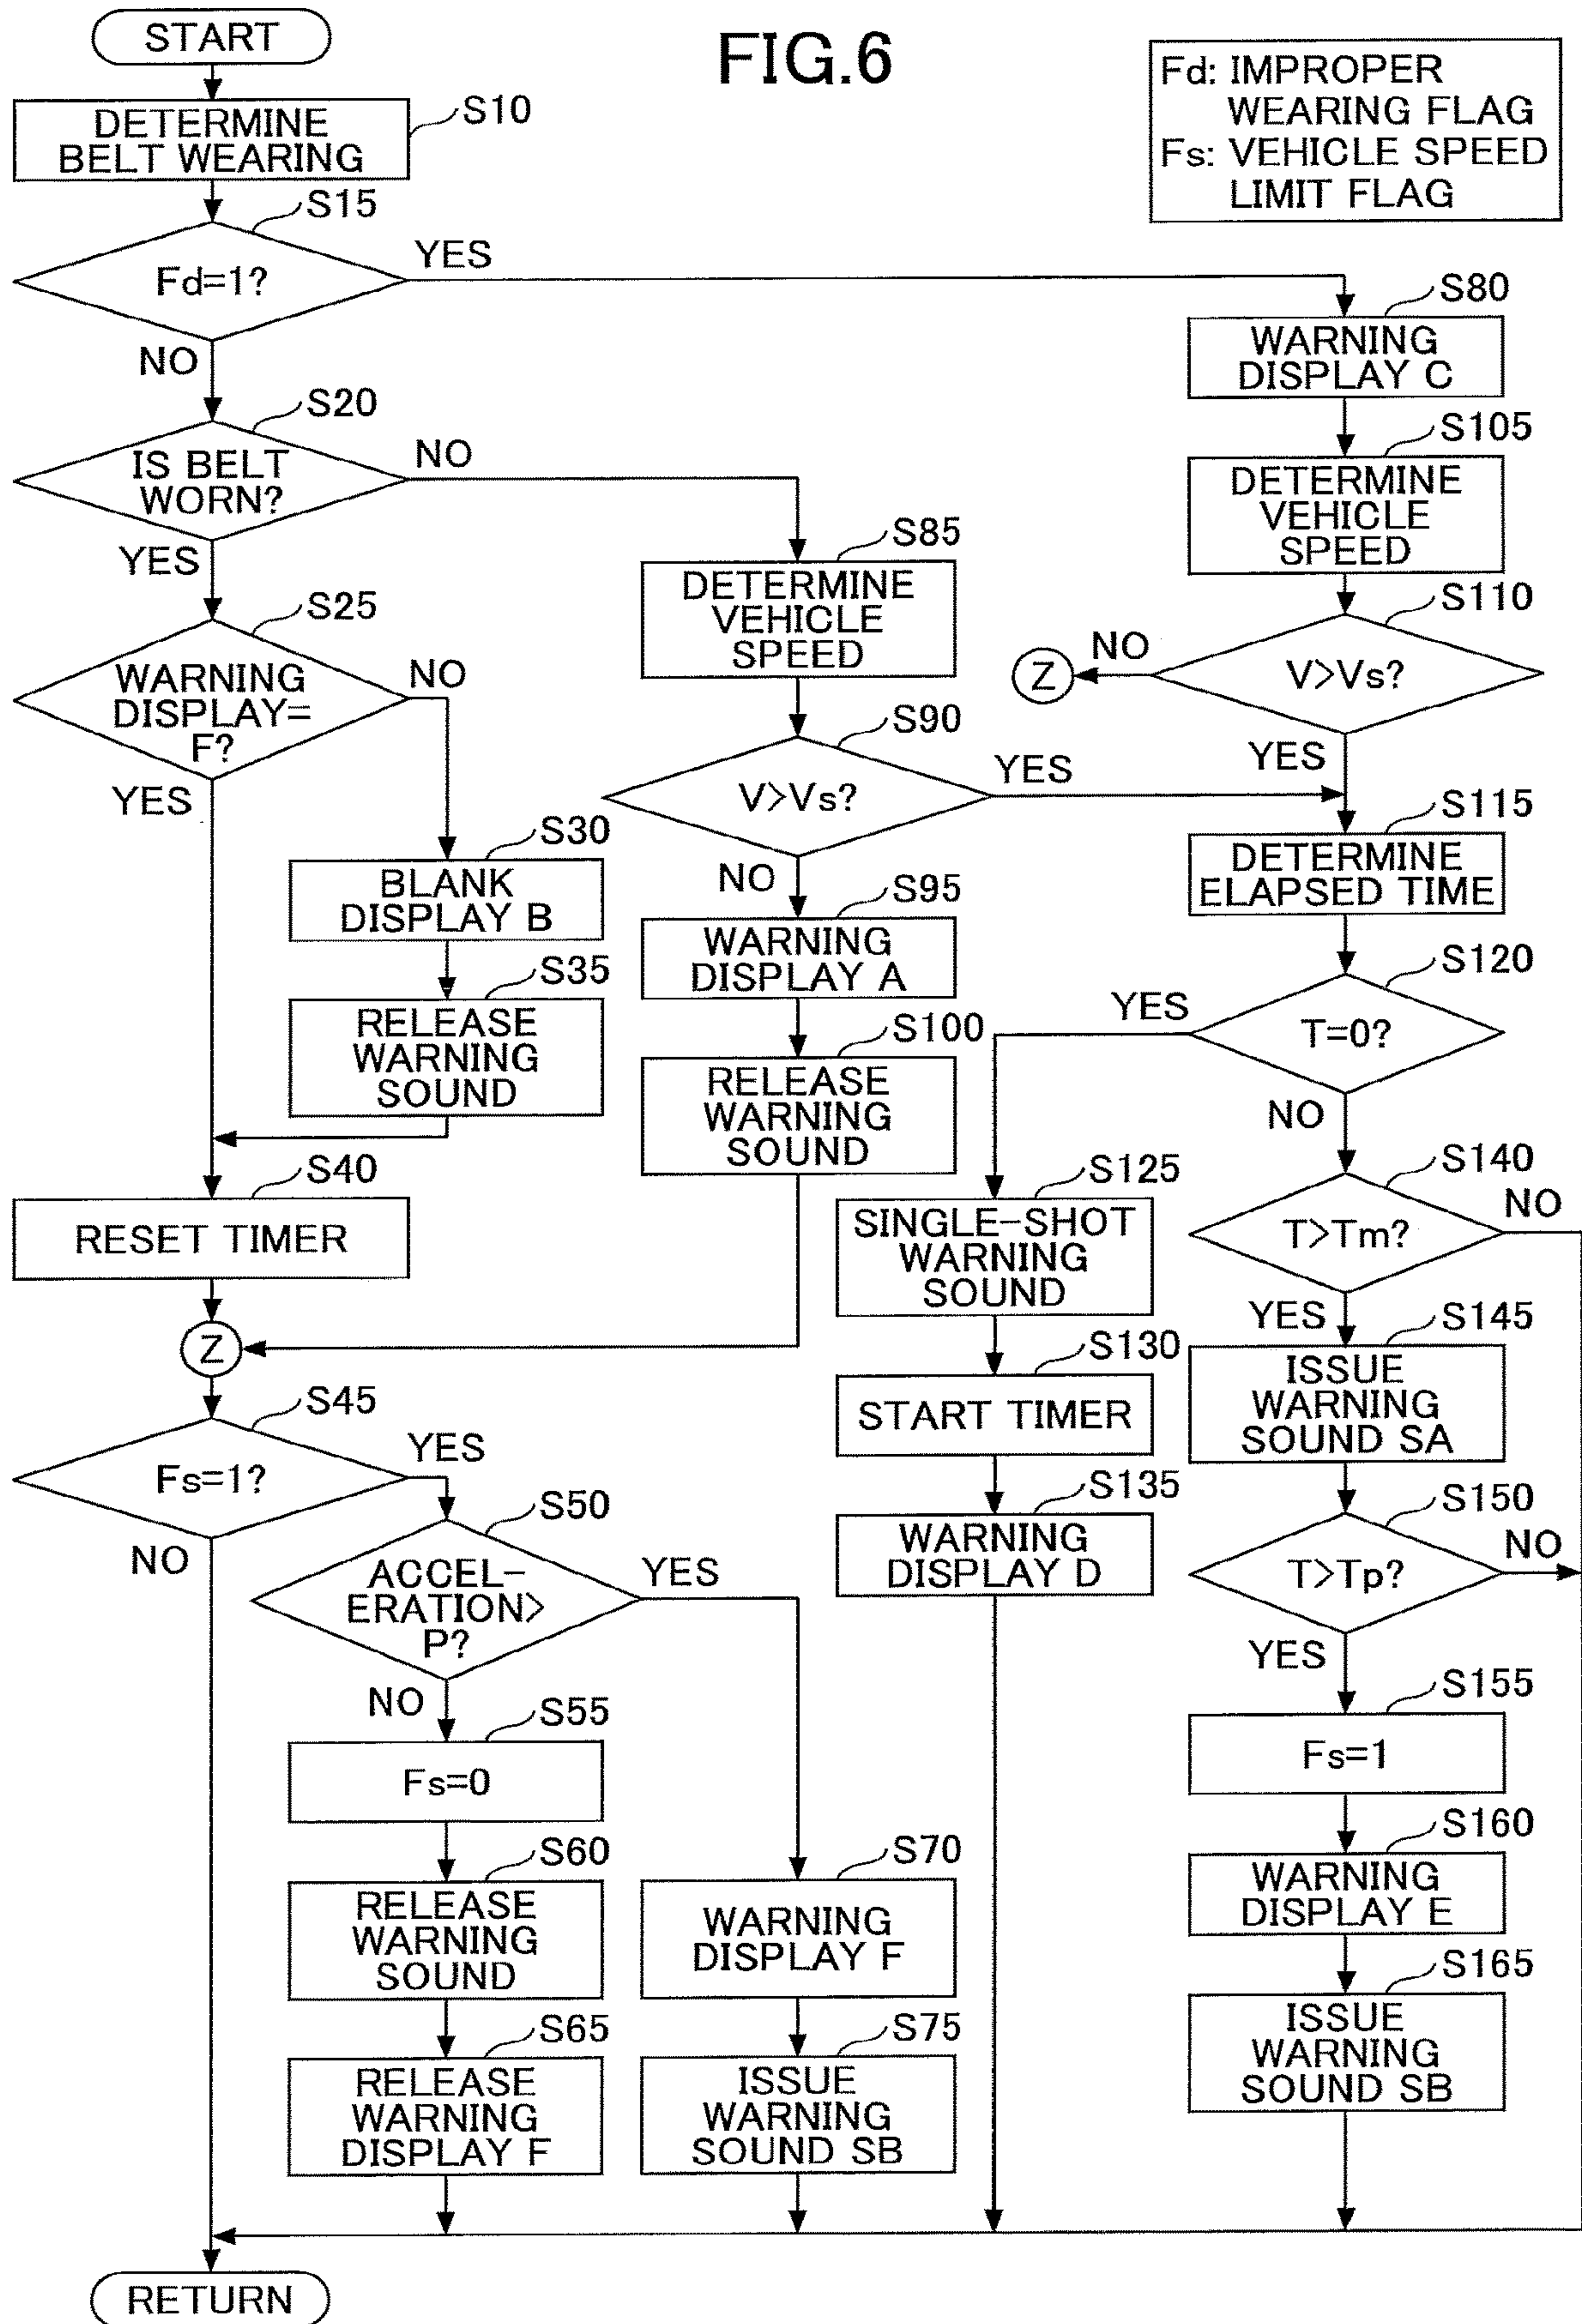 FIG.6
Fd: IMPROPER
WEARING FLAG
Fs: VEHICLE SPEED
LIMIT FLAG
START
DETERMINE
BELT WEARING
S10
S15
Fd=1?
YES
NO
S20
IS BELT
WORN?
NO
YES
S25
WARNING
DISPLAY=
F?
NO
YES
S30
BLANK
DISPLAY B
S35
RELEASE
WARNING
SOUND
S40
RESET TIMER
Z
S45
Fs=1?
YES
NO
S50
ACCEL-
ERATION>
P?
YES
NO
S55
Fs=0
S60
RELEASE
WARNING
SOUND
S65
RELEASE
WARNING
DISPLAY F
S70
WARNING
DISPLAY F
S75
ISSUE
WARNING
SOUND SB
S85
DETERMINE
VEHICLE
SPEED
S90
V>Vs?
YES
NO
S95
WARNING
DISPLAY A
S100
RELEASE
WARNING
SOUND
S80
WARNING
DISPLAY C
S105
DETERMINE
VEHICLE
SPEED
S110
V>Vs?
NO
Z
YES
S115
DETERMINE
ELAPSED TIME
S120
T=0?
YES
NO
S125
SINGLE-SHOT
WARNING
SOUND
S130
START TIMER
S135
WARNING
DISPLAY D
S140
T>Tm?
NO
YES
S145
ISSUE
WARNING
SOUND SA
S150
T>Tp?
NO
YES
S155
Fs=1
S160
WARNING
DISPLAY E
S165
ISSUE
WARNING
SOUND SB
RETURN